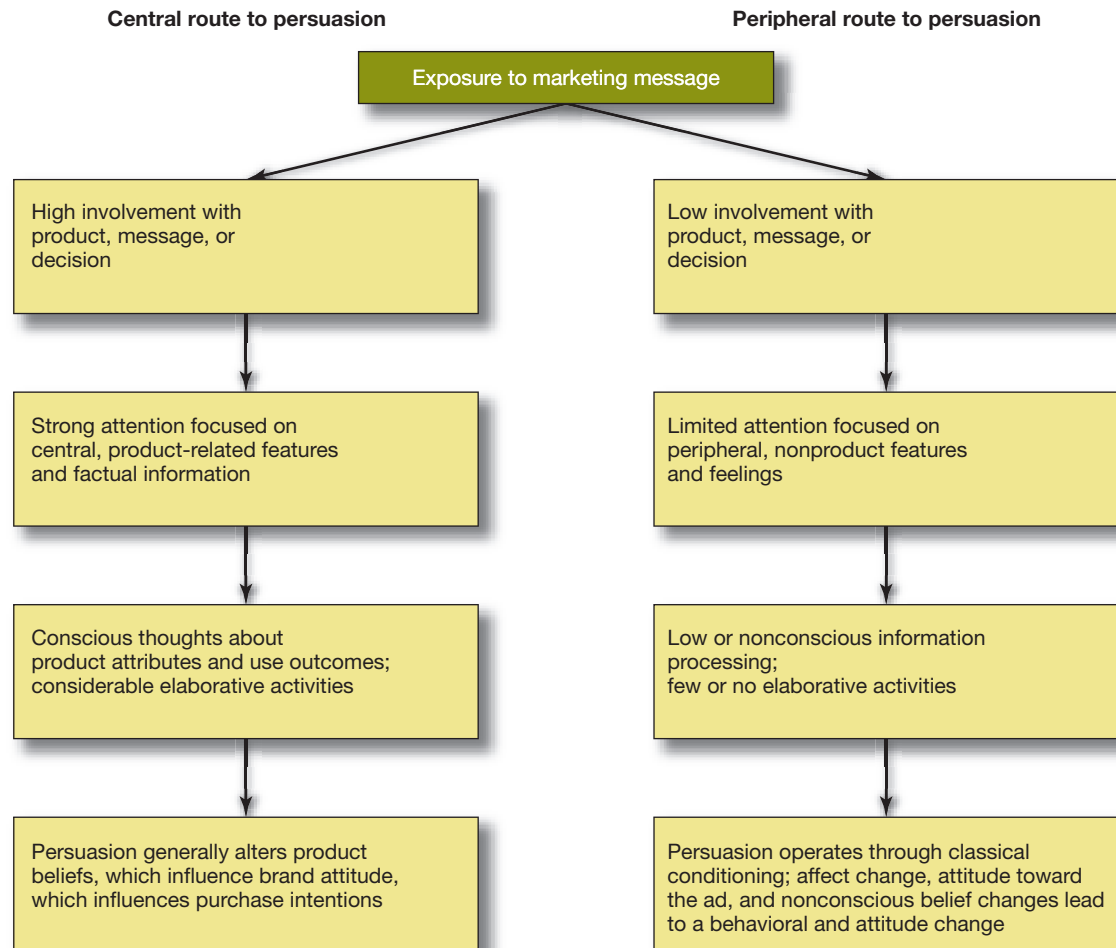 Central route to persuasion
Peripheral route to persuasion
Exposure to marketing message
High involvement with
product, message, or
decision
Low involvement with
product, message, or
decision
Strong attention focused on
central, product-related features
and factual information
Limited attention focused on
peripheral, nonproduct features
and feelings
Conscious thoughts about
product attributes and use outcomes;
considerable elaborative activities
Low or nonconscious information
processing;
few or no elaborative activities
Persuasion generally alters product
beliefs, which influence brand attitude,
which influences purchase intentions
Persuasion operates through classical
conditioning; affect change, attitude toward
the ad, and nonconscious belief changes lead
to a behavioral and attitude change